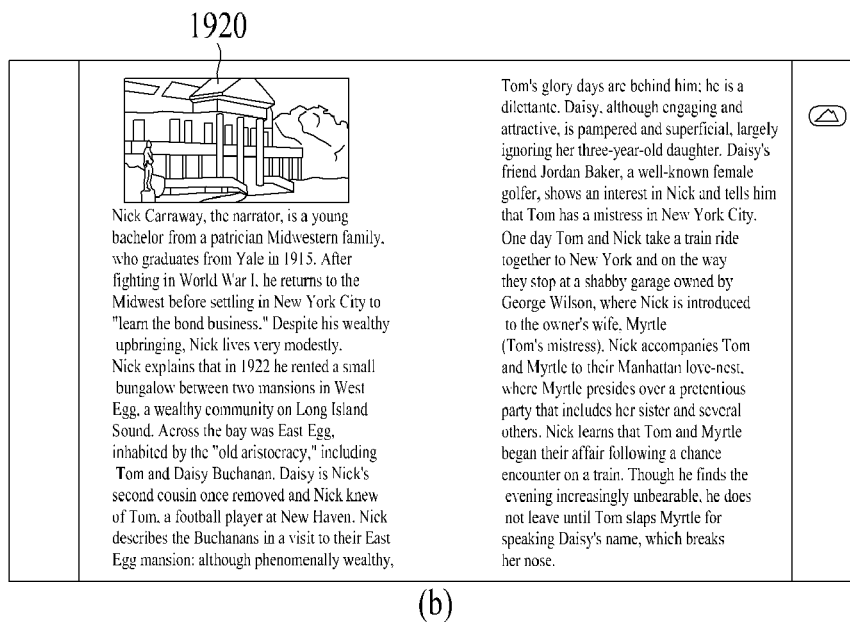 1920
Nick Carraway, the narrator, is a young
bachelor from a patrician Midwestern family,
who graduates from Yale in 1915. After
fighting in World War I, he returns to the
Midwest before settling in New York City to
"learn the bond business." Despite his wealthy
upbringing, Nick lives very modestly.
Nick explains that in 1922 he rented a small
bungalow between two mansions in West
Egg, a wealthy community on Long Island
Sound. Across the bay was East Egg,
inhabited by the "old aristocracy," including
Tom and Daisy Buchanan. Daisy is Nick's
second cousin once removed and Nick knew
of Tom, a football player at New Haven. Nick
describes the Buchanans in a visit to their East
Egg mansion: although phenomenally wealthy,
Tom's glory days are behind him; he is a
dilettante. Daisy, although engaging and
attractive, is pampered and superficial, largely
ignoring her three-year-old daughter. Daisy's
friend Jordan Baker, a well-known female
golfer, shows an interest in Nick and tells him
that Tom has a mistress in New York City.
One day Tom and Nick take a train ride
together to New York and on the way
they stop at a shabby garage owned by
George Wilson, where Nick is introduced
to the owner's wife, Myrtle
(Tom's mistress). Nick accompanies Tom
and Myrtle to their Manhattan love-nest,
where Myrtle presides over a pretentious
party that includes her sister and several
others. Nick learns that Tom and Myrtle
began their affair following a chance
encounter on a train. Though he finds the
evening increasingly unbearable, he does
not leave until Tom slaps Myrtle for
speaking Daisy's name, which breaks
her nose.
(b)